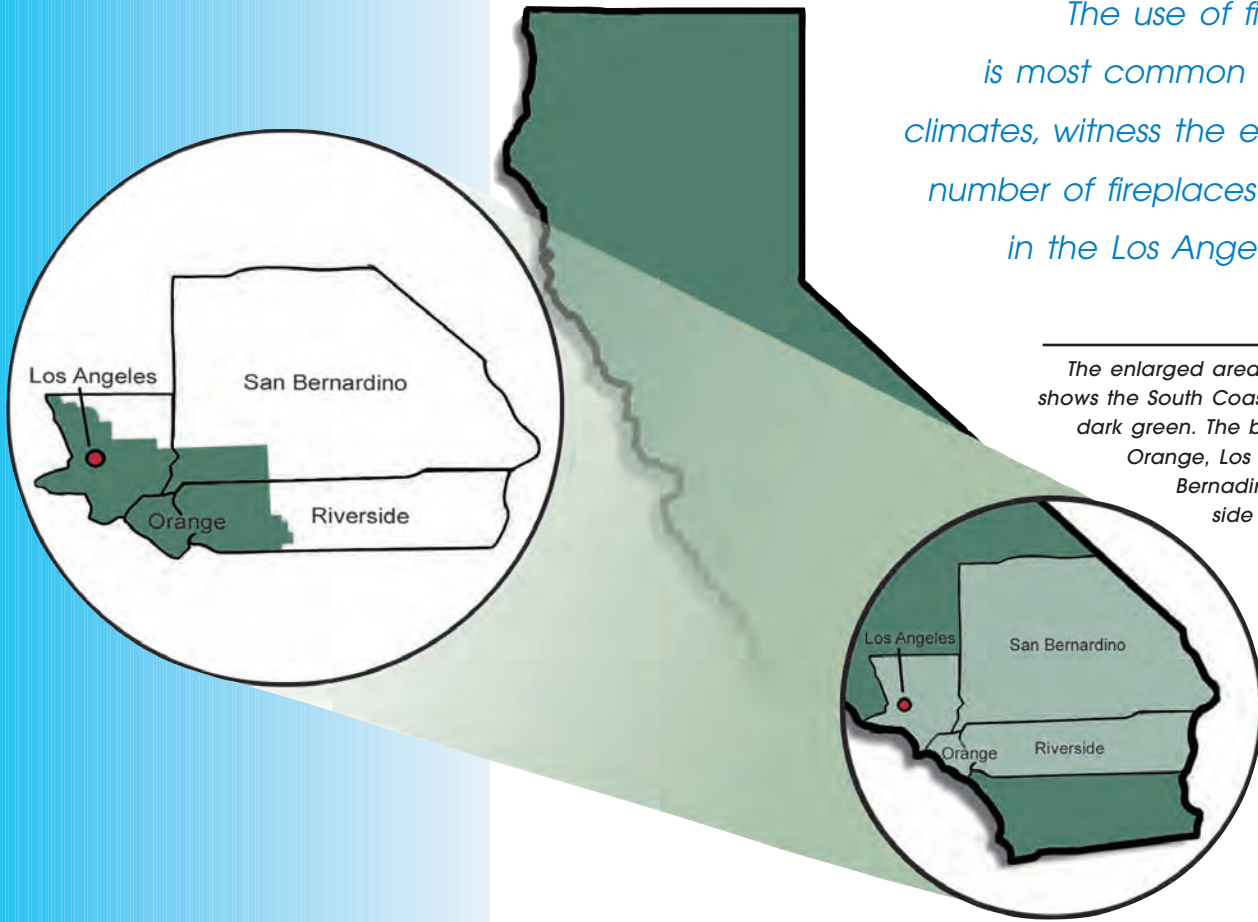 The use of fi
is most common
climates, witness the e
number of fireplaces
in the Los Ange
The enlarged area
shows the South Coas
dark green. The b
Orange, Los
Bernadin
side
Los Angeles
San Bernardino
Orange
Riverside
Los Angeles
San Bernardino
Orange
Riverside